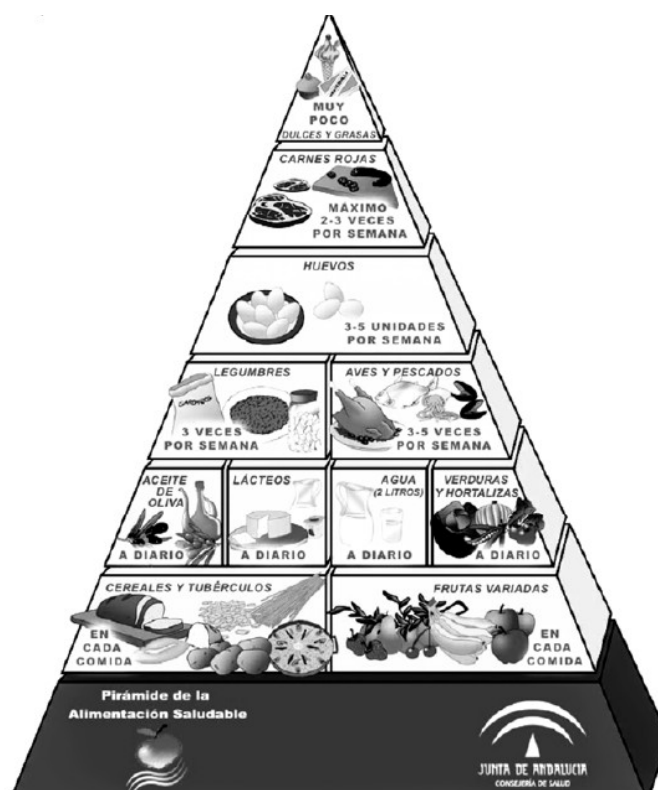 MUY
POCO
DULCES Y GRASAS
CARNES ROJAS
MÁXIMO
2-3 VECES
POR SEMANA
HUEVOS
3-5 UNIDADES
POR SEMANA
LEGUMBRES
3 VECES
POR SEMANA
AVES Y PESCADOS
3-5 VECES
POR SEMANA
ACEITE
DE
OLIVA
A DIARIO
LÁCTEOS
A DIARIO
AGUA
(2 LITROS)
A DIARIO
VERDURAS
Y HORTALIZAS
A DIARIO
CEREALES Y TUBÉRCULOS
EN
CADA
COMIDA
FRUTAS VARIADAS
EN
CADA
COMIDA
Pirámide de la
Alimentación Saludable
JUNTA DE ANDALUCIA
CONSEJERÍA DE SALUD